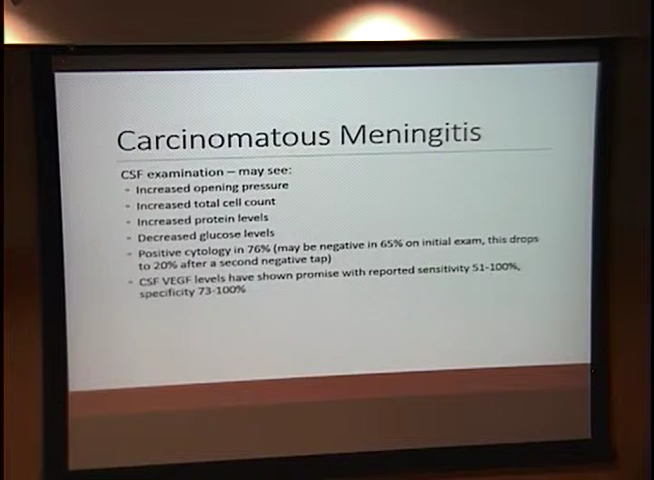 Carcinomatous Meningitis
CSF examination – may see:
- Increased opening pressure
- Increased total cell count
- Increased protein levels
- Decreased glucose levels
- Positive cytology in 76% (may be negative in 65% on initial exam, this drops
to 20% after a second negative tap)
- CSF VEGF levels have shown promise with reported sensitivity 51-100%,
specificity 73-100%